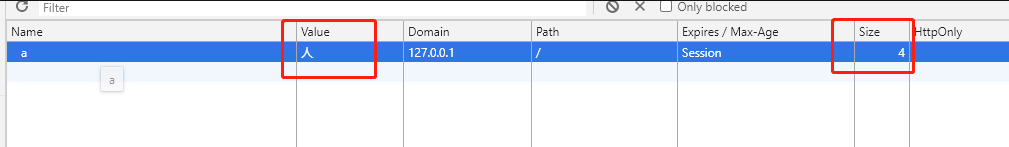 Filter Only blocked
Name Value Domain Path Expires / Max-Age Size HttpOnly
a 人 127.0.0.1 / Session 4
a